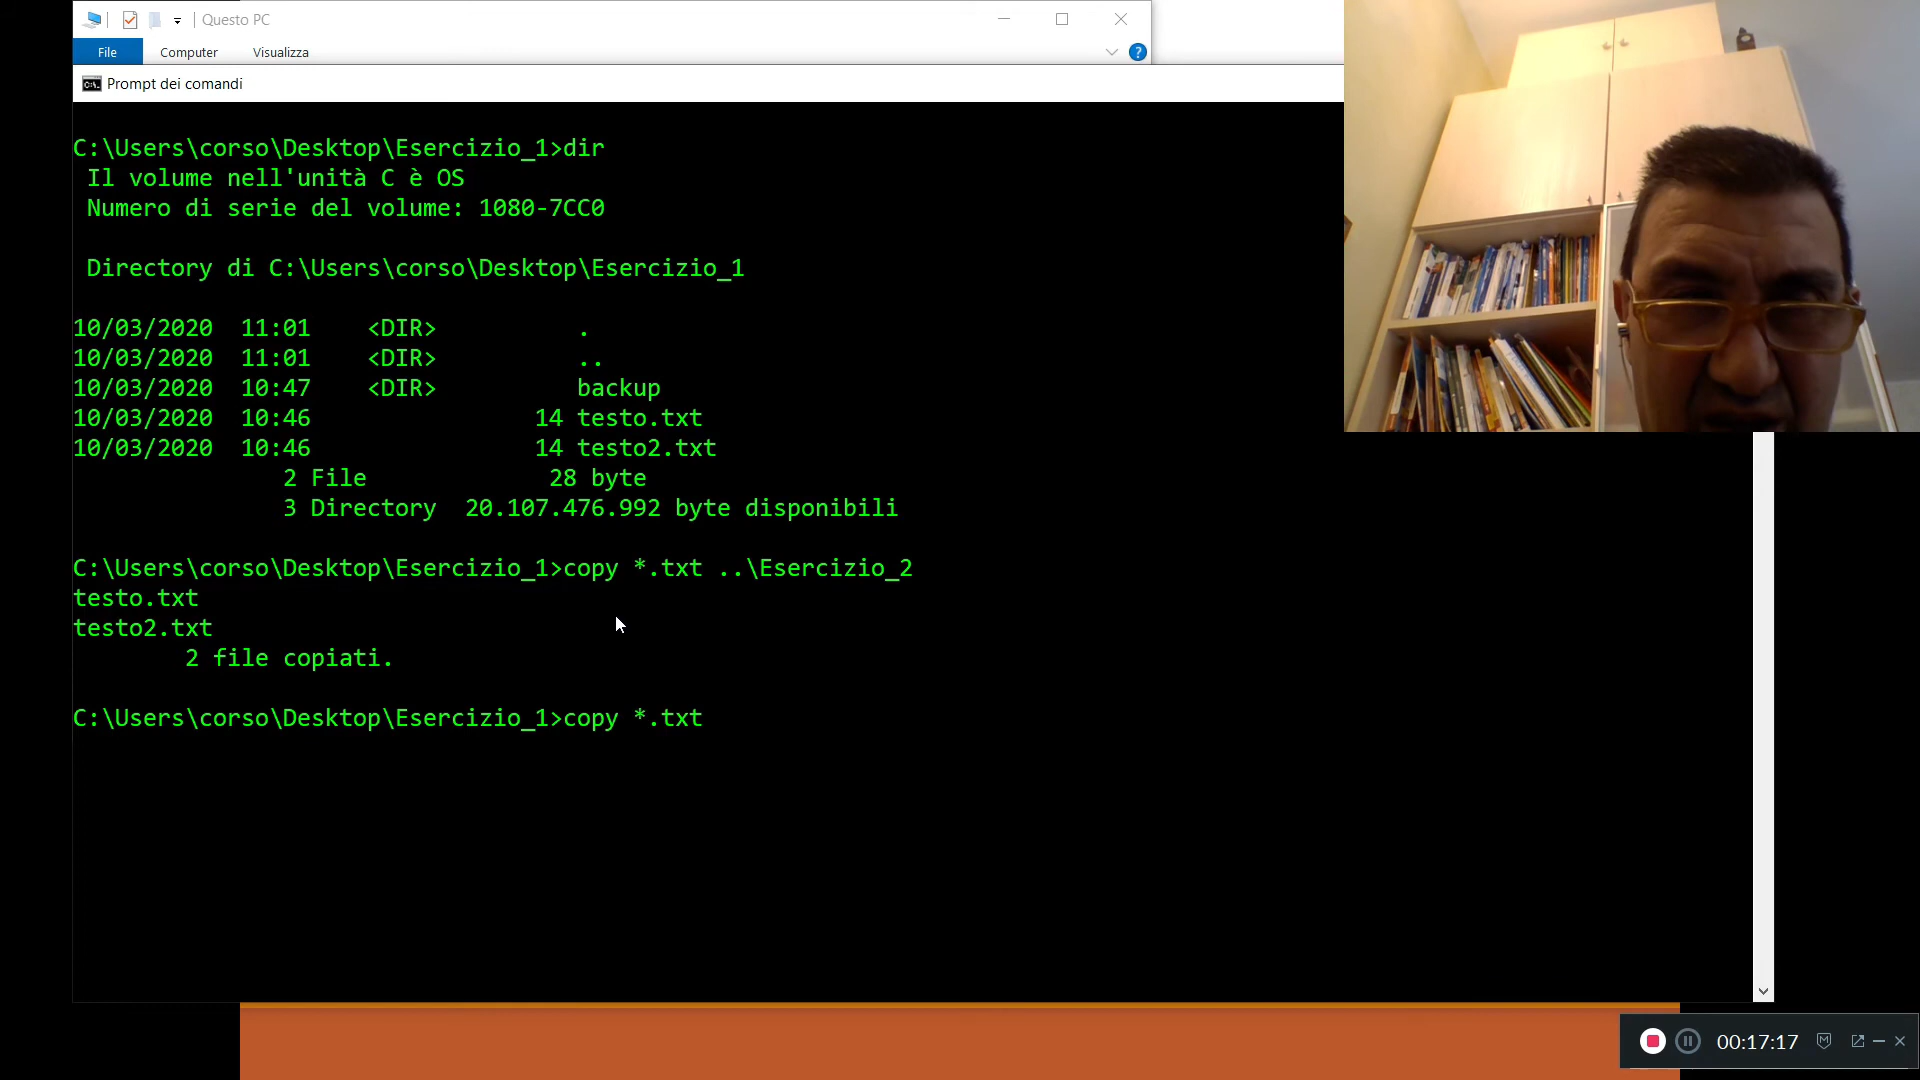 Questo PC
File Computer Visualizza
Prompt dei comandi
C:\Users\corso\Desktop\Esercizio_1>dir
Il volume nell'unità C è OS
Numero di serie del volume: 1080-7CC0
Directory di C:\Users\corso\Desktop\Esercizio_1
10/03/2020 11:01 <DIR> .
10/03/2020 11:01 <DIR> ..
10/03/2020 10:47 <DIR> backup
10/03/2020 10:46 14 testo.txt
10/03/2020 10:46 14 testo2.txt
2 File 28 byte
3 Directory 20.107.476.992 byte disponibili
C:\Users\corso\Desktop\Esercizio_1>copy *.txt ..\Esercizio_2
testo.txt
testo2.txt
2 file copiati.
C:\Users\corso\Desktop\Esercizio_1>copy *.txt
00:17:17